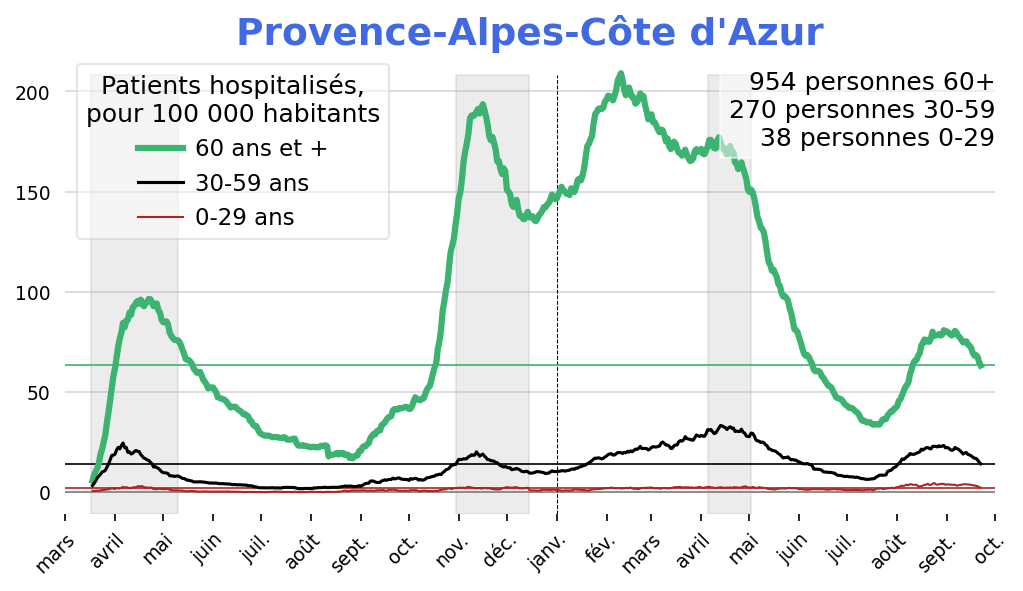 Provence-Alpes-Côte d'Azur
Patients hospitalisés,
pour 100 000 habitants
60 ans et +
30-59 ans
0-29 ans
954 personnes 60+
270 personnes 30-59
38 personnes 0-29
200
150
100
50
0
mars
avril
mai
juin
juil.
août
sept.
oct.
nov.
déc.
janv.
fév.
mars
avril
mai
juin
juil.
août
sept.
oct.